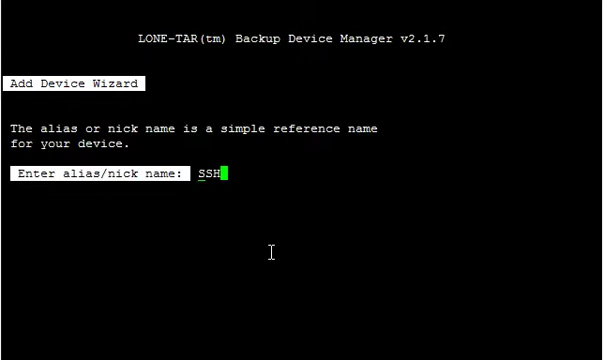 LONE-TAR(tm) Backup Device Manager v2.1.7
Add Device Wizard
The alias or nick name is a simple reference name
for your device.
Enter alias/nick name: SSH